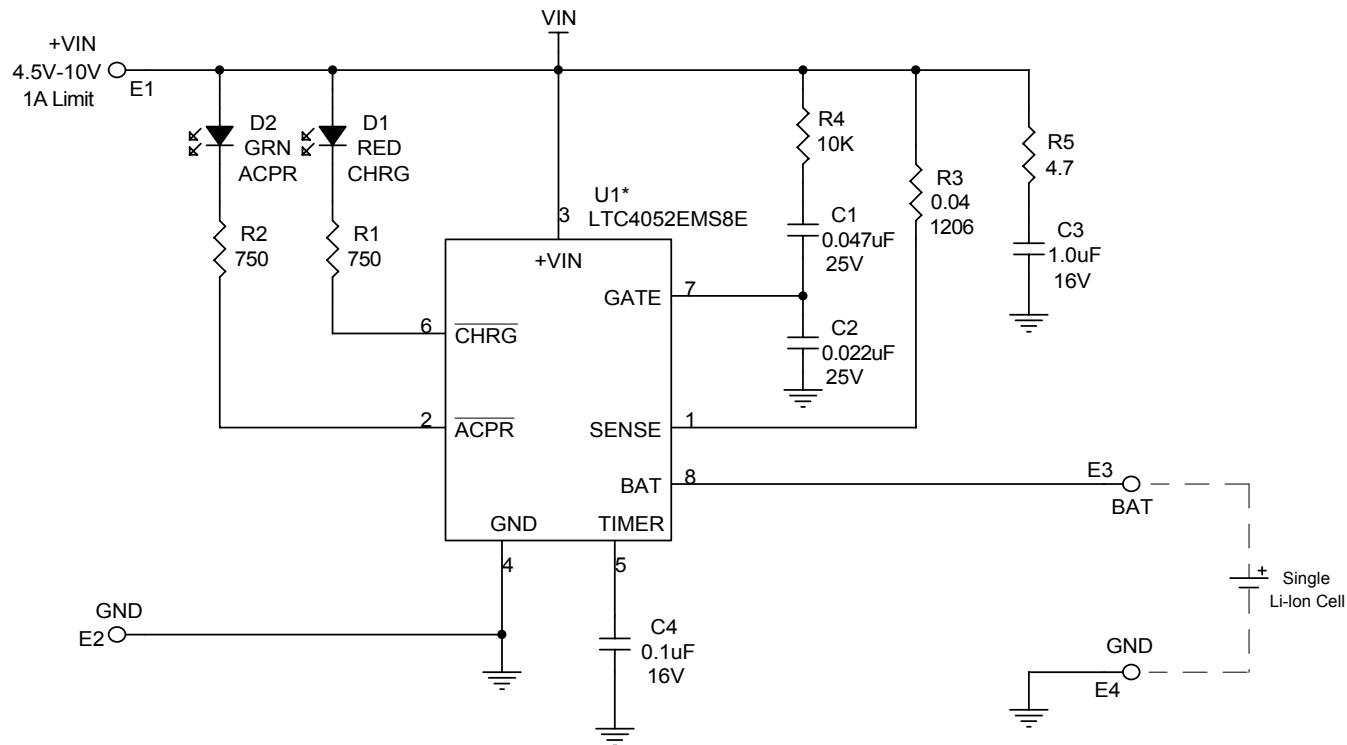 VIN
+VIN
4.5V-10V
1A Limit
E1
D2
GRN
ACPR
D1
RED
CHRG
R4
10K
R5
4.7
R3
0.04
1206
U1*
LTC4052EMS8E
3
R2
750
R1
750
C1
0.047uF
25V
C3
1.0uF
16V
+VIN
GATE
7
6
CHRG
C2
0.022uF
25V
2
ACPR
SENSE
1
BAT
8
E3
BAT
GND
TIMER
4
5
+
Single
Li-Ion Cell
GND
E2
C4
0.1uF
16V
GND
E4